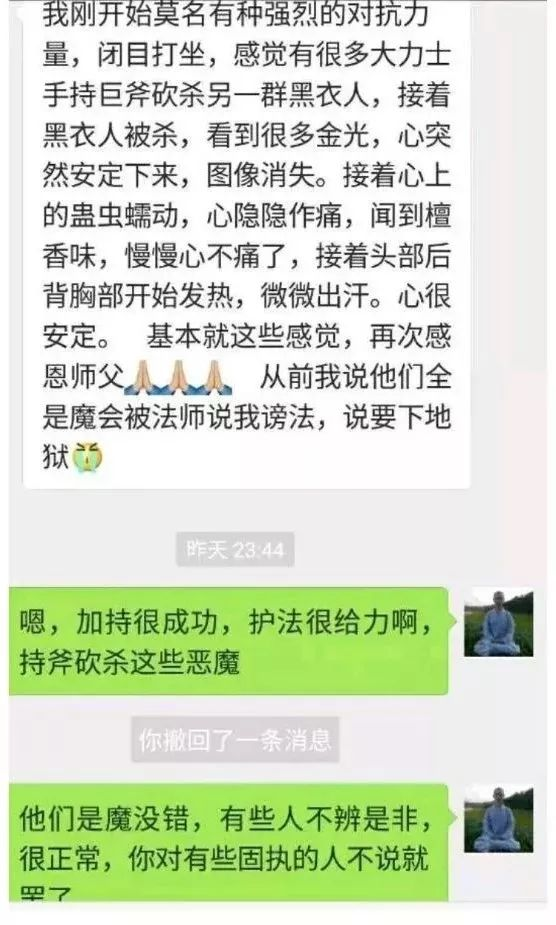 我刚开始莫名有种强烈的对抗力
量，闭目打坐，感觉有很多大力士
手持巨斧砍杀另一群黑衣人，接着
黑衣人被杀，看到很多金光，心突
然安定下来，图像消失。接着心上
的蛊虫蠕动，心隐隐作痛，闻到檀
香味，慢慢心不痛了，接着头部后
背胸部开始发热，微微出汗。心很
安定。 基本就这些感觉，再次感
恩师父🙏🙏🙏 从前我说他们全
是魔会被法师说我谤法，说要下地
狱😭
昨天 23:44
嗯，加持很成功，护法很给力啊，
持斧砍杀这些恶魔
你撤回了一条消息
他们是魔没错，有些人不辨是非，
很正常，你对有些固执的人不说就
罢了